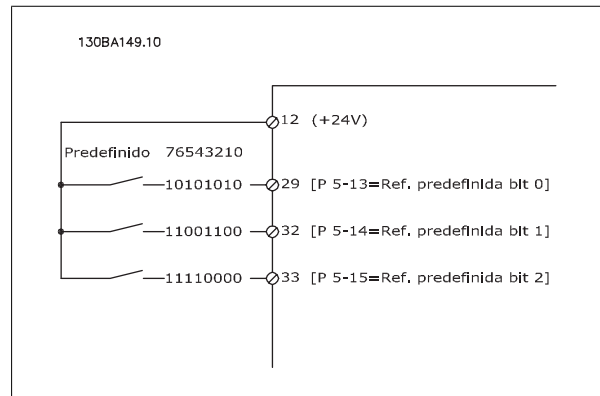 130BA149.10
12 (+24V)
Predefinido 76543210
10101010 29 [P 5-13=Ref. predefinida bit 0]
11001100 32 [P 5-14=Ref. predefinida bit 1]
11110000 33 [P 5-15=Ref. predefinida bit 2]